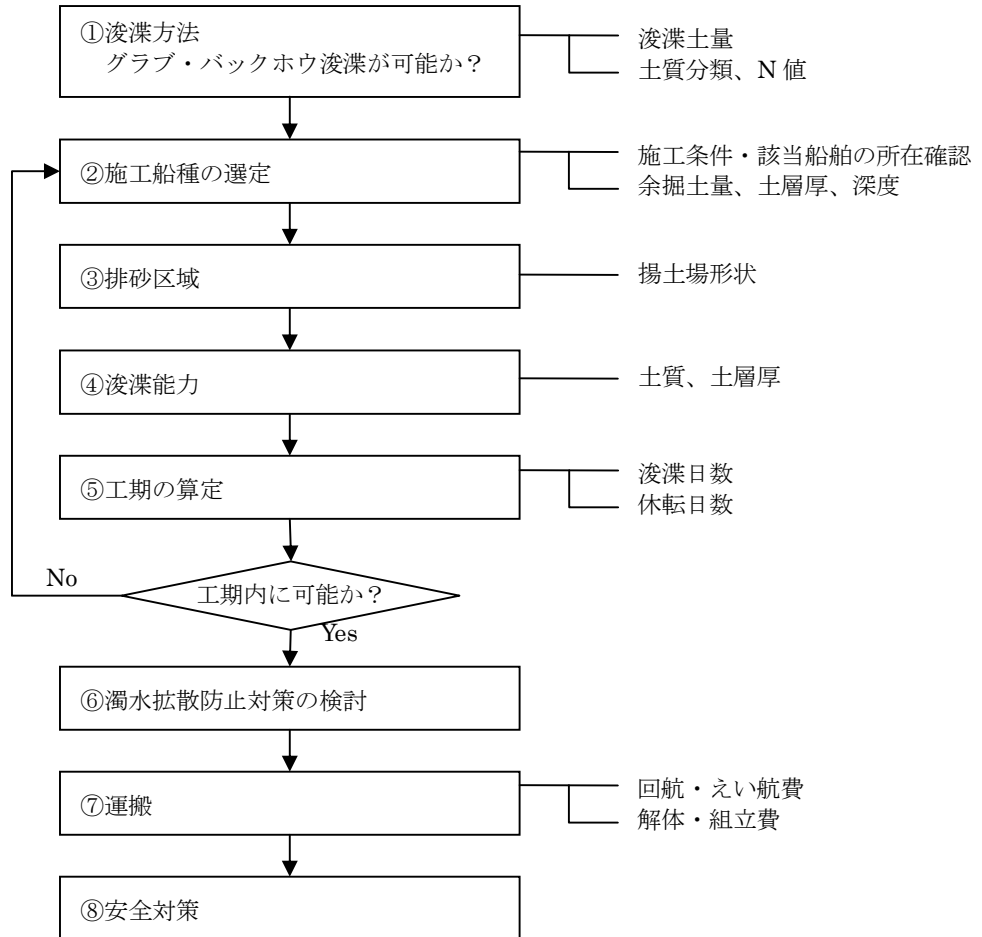 ①浚渫方法
グラブ・バックホウ浚渫が可能か？
浚渫土量
土質分類、N 値
②施工船種の選定
施工条件・該当船舶の所在確認
余掘土量、土層厚、深度
③排砂区域
揚土場形状
④浚渫能力
土質、土層厚
⑤工期の算定
浚渫日数
休転日数
No
工期内に可能か？
Yes
⑥濁水拡散防止対策の検討
⑦運搬
回航・えい航費
解体・組立費
⑧安全対策